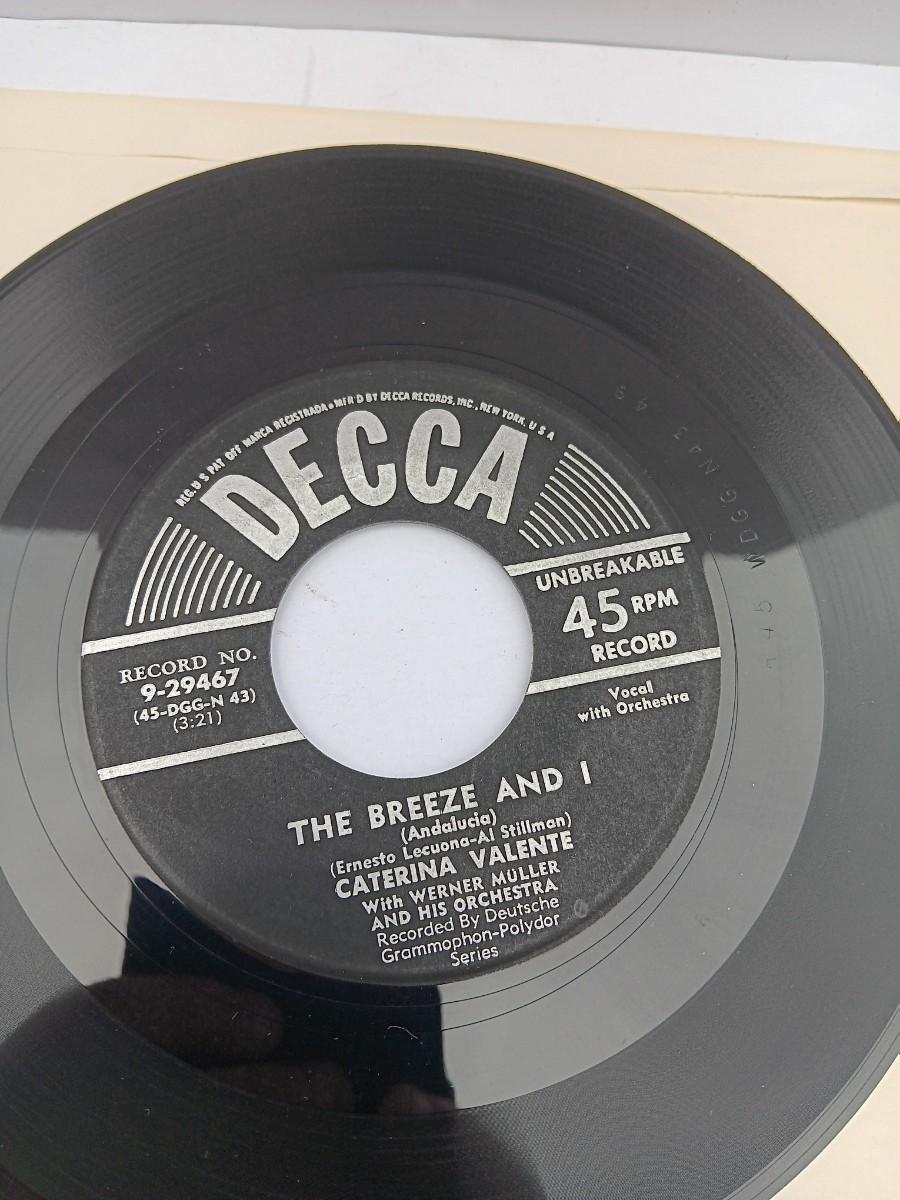 REG. U S PAT OFF MARCA REGISTRADA • MFR'D BY DECCA RECORDS, INC., NEW YORK, U S A
DECCA
UNBREAKABLE
45 RPM
RECORD
RECORD NO.
9-29467
(45-DGG-N 43)
(3:21)
Vocal
with Orchestra
THE BREEZE AND I
(Andalucia)
(Ernesto Lecuona-Al Stillman)
CATERINA VALENTE
With WERNER MULLER
AND HIS ORCHESTRA
Recorded By Deutsche
Grammophon-Polydor
Series